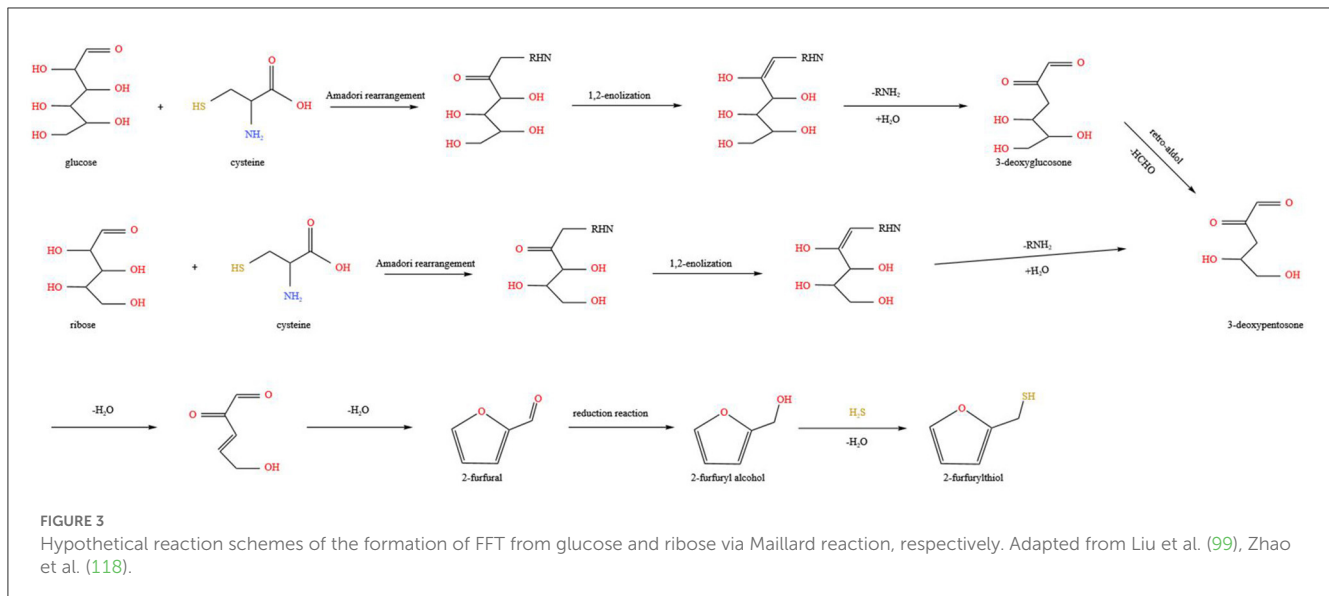 O
HO
OH
HO
OH
HO
glucose
+
O
HS
OH
NH₂
cysteine
Amadori rearrangement
RHN
O
OH
HO
OH
HO
1,2-enolization
RHN
HO
OH
HO
OH
HO
-RNH₂
+H₂O
O
O
HO
OH
HO
3-deoxyglucosone
retro-aldol
-HCHO
O
HO
OH
HO
OH
ribose
+
O
HS
OH
NH₂
cysteine
Amadori rearrangement
RHN
O
OH
HO
OH
1,2-enolization
RHN
HO
OH
HO
OH
-RNH₂
+H₂O
O
O
HO
OH
3-deoxypentosone
-H₂O
O
O
OH
-H₂O
O
O
2-furfural
reduction reaction
OH
O
2-furfuryl alcohol
H₂S
-H₂O
SH
O
2-furfurylthiol
FIGURE 3
Hypothetical reaction schemes of the formation of FFT from glucose and ribose via Maillard reaction, respectively. Adapted from Liu et al. (99), Zhao
et al. (118).